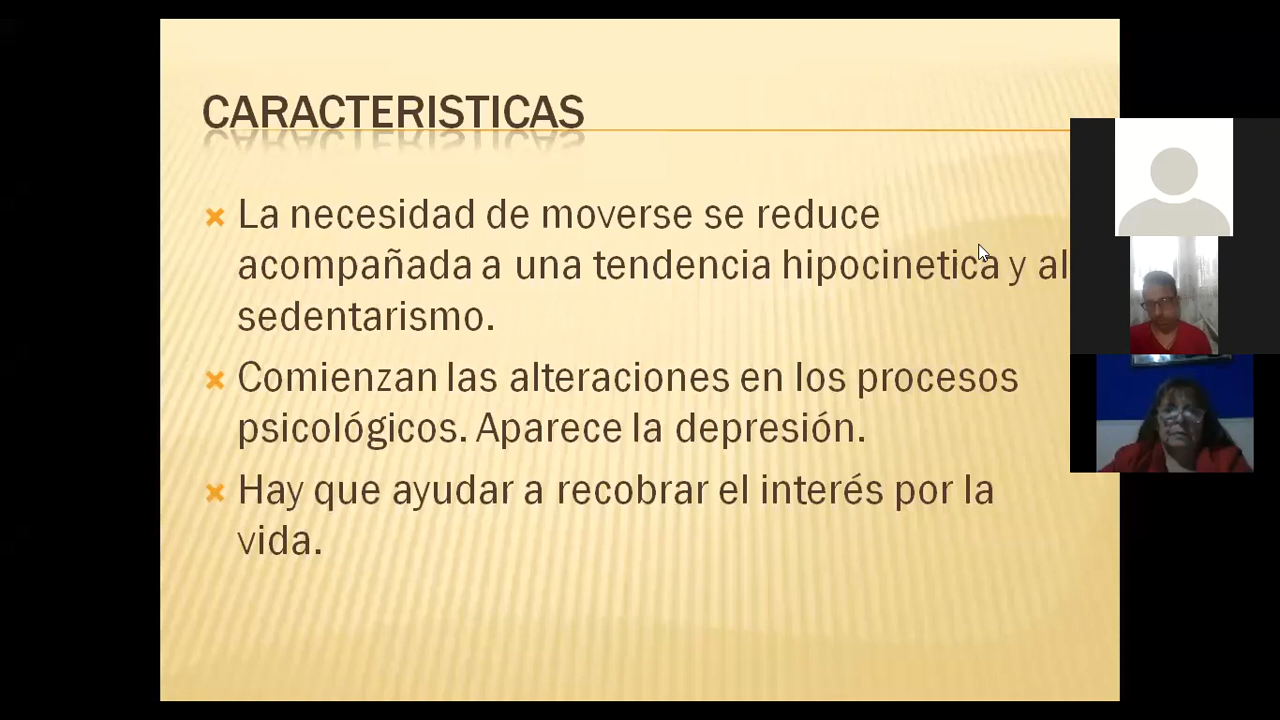 CARACTERISTICAS
La necesidad de moverse se reduce
acompañada a una tendencia hipocinetica y al
sedentarismo.
Comienzan las alteraciones en los procesos
psicológicos. Aparece la depresión.
Hay que ayudar a recobrar el interés por la
vida.